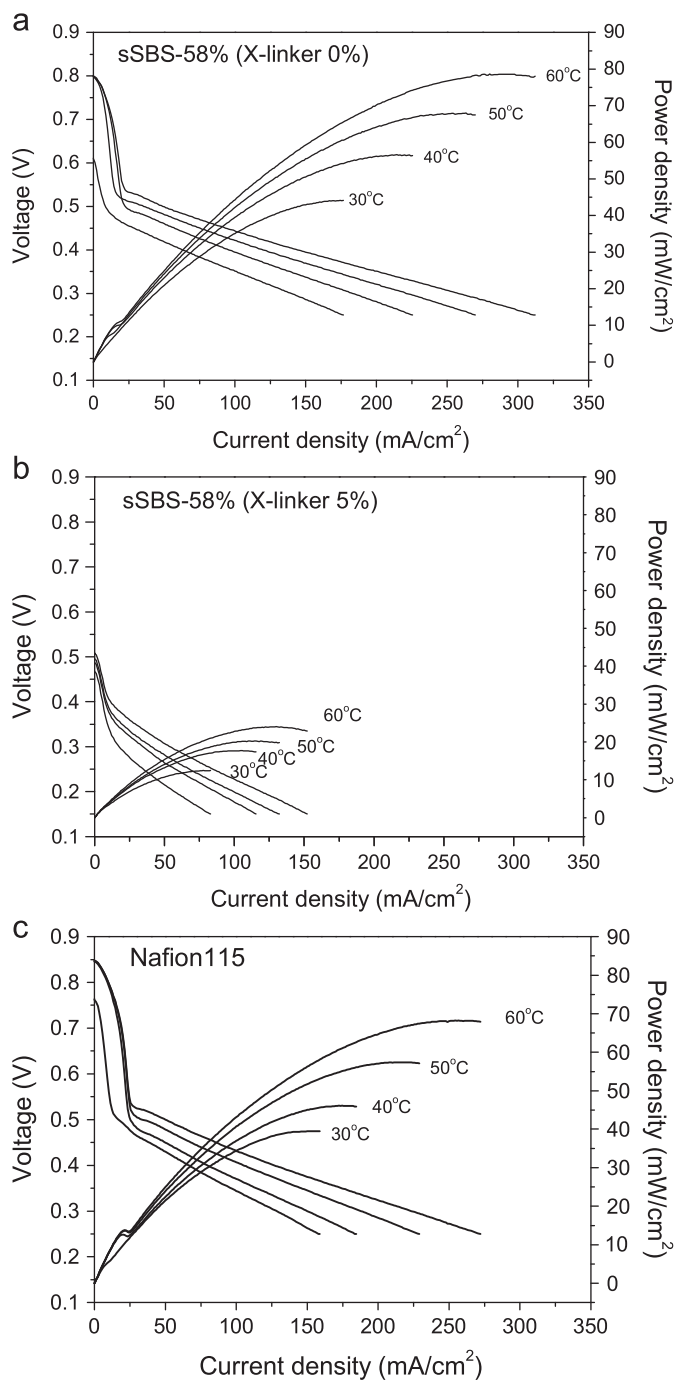 a
sSBS-58% (X-linker 0%)
0.9
0.8
0.7
0.6
0.5
0.4
0.3
0.2
0.1
Voltage (V)
90
80
70
60
50
40
30
20
10
0
Power density (mW/cm²)
60°C
50°C
40°C
30°C
0 50 100 150 200 250 300 350
Current density (mA/cm²)
b
sSBS-58% (X-linker 5%)
0.9
0.8
0.7
0.6
0.5
0.4
0.3
0.2
0.1
Voltage (V)
90
80
70
60
50
40
30
20
10
0
Power density (mW/cm²)
60°C
50°C
40°C
30°C
0 50 100 150 200 250 300 350
Current density (mA/cm²)
c
Nafion115
0.9
0.8
0.7
0.6
0.5
0.4
0.3
0.2
0.1
Voltage (V)
90
80
70
60
50
40
30
20
10
0
Power density (mW/cm²)
60°C
50°C
40°C
30°C
0 50 100 150 200 250 300 350
Current density (mA/cm²)